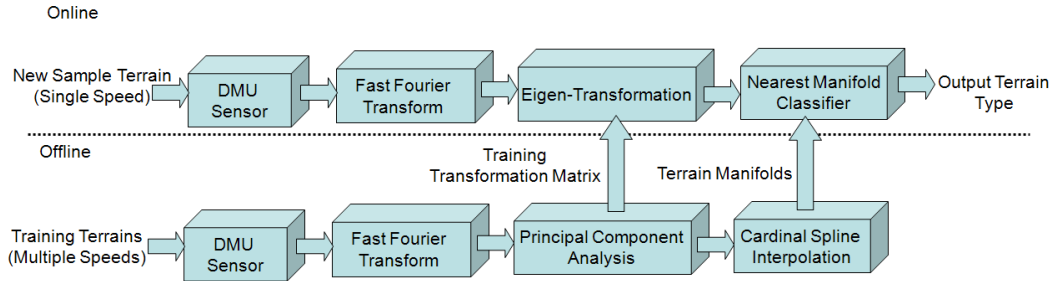 Online
New Sample Terrain
(Single Speed)
DMU
Sensor
Fast Fourier
Transform
Eigen-Transformation
Nearest Manifold
Classifier
Output Terrain
Type
Offline
Training
Transformation Matrix
Terrain Manifolds
Training Terrains
(Multiple Speeds)
DMU
Sensor
Fast Fourier
Transform
Principal Component
Analysis
Cardinal Spline
Interpolation